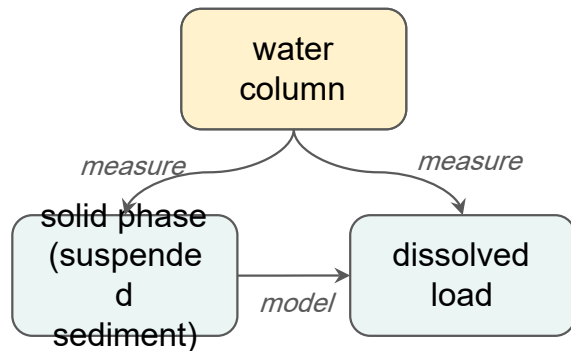 water
column
measure
measure
solid phase
(suspende
d
sediment)
model
dissolved
load